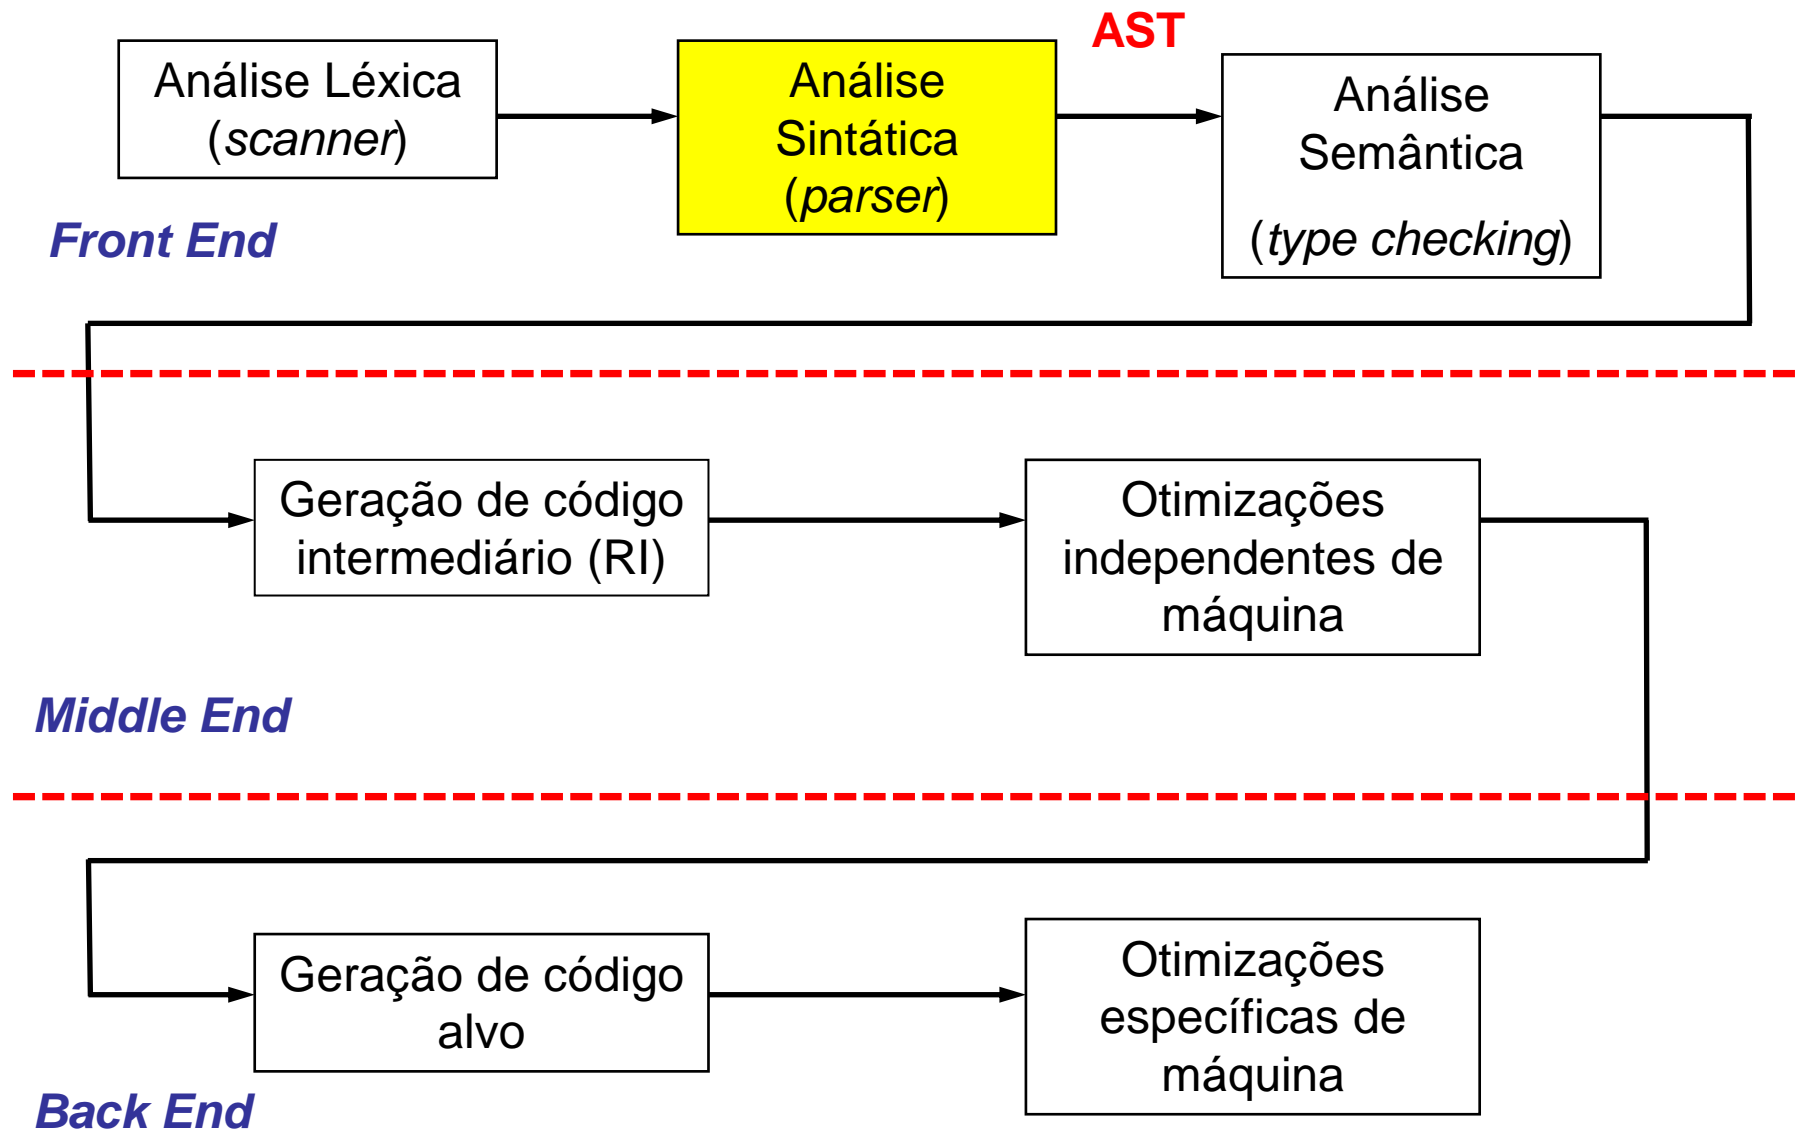 AST
Análise Léxica
(scanner)
Análise
Sintática
(parser)
Análise
Semântica
(type checking)
Front End
Geração de código
intermediário (RI)
Otimizações
independentes de
máquina
Middle End
Geração de código
alvo
Otimizações
específicas de
máquina
Back End